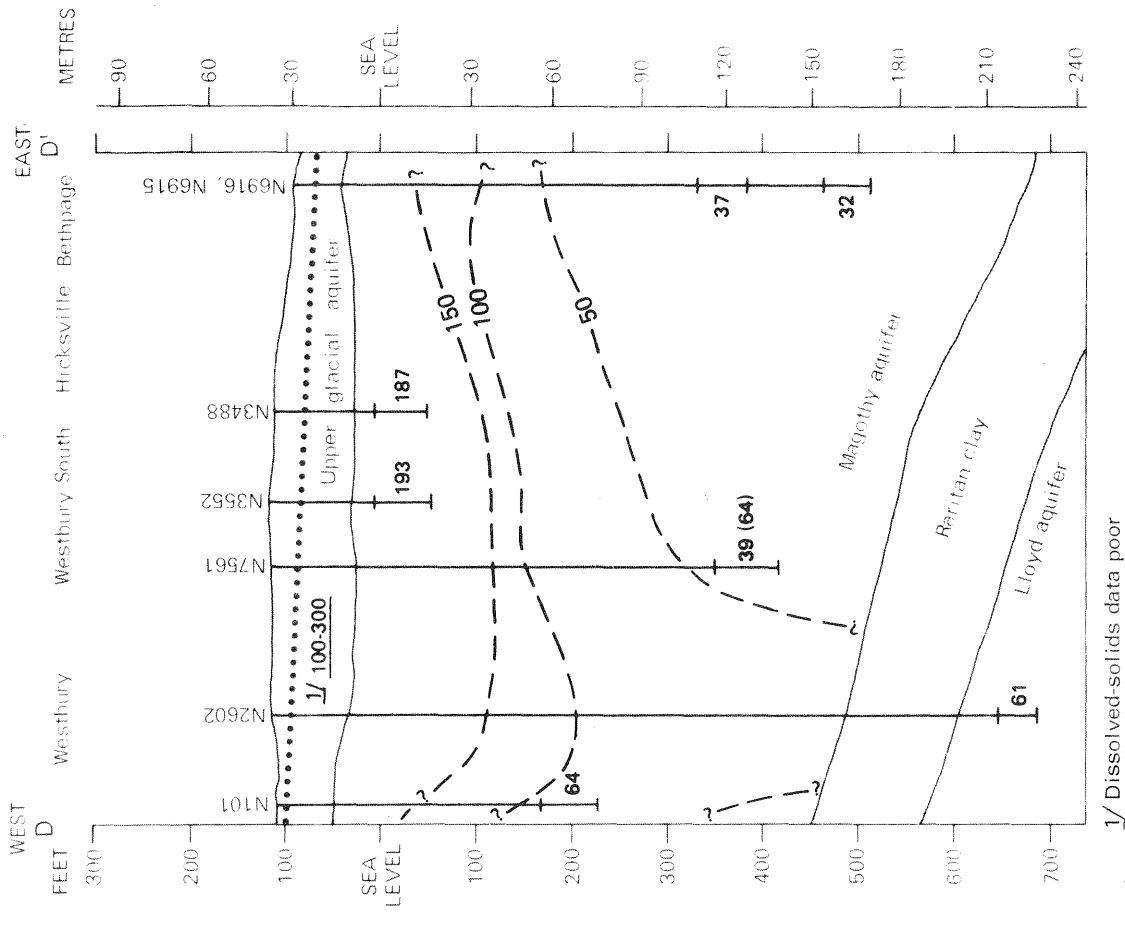 WEST
D
EAST
D'
FEET
Westbury
Westbury South
Hicksville
Bethpage
METRES
300
200
100
SEA
LEVEL
100
200
300
400
500
600
700
90
60
30
SEA
LEVEL
30
60
90
120
150
180
210
240
N101
N2602
N7561
N3552
N3488
N6916, N6915
1/ 100-300
Upper glacial aquifer
193
187
150
100
50
?
?
?
?
?
?
?
?
?
64
61
39 (64)
37
32
Magothy aquifer
Raritan clay
Lloyd aquifer
1/ Dissolved-solids data poor